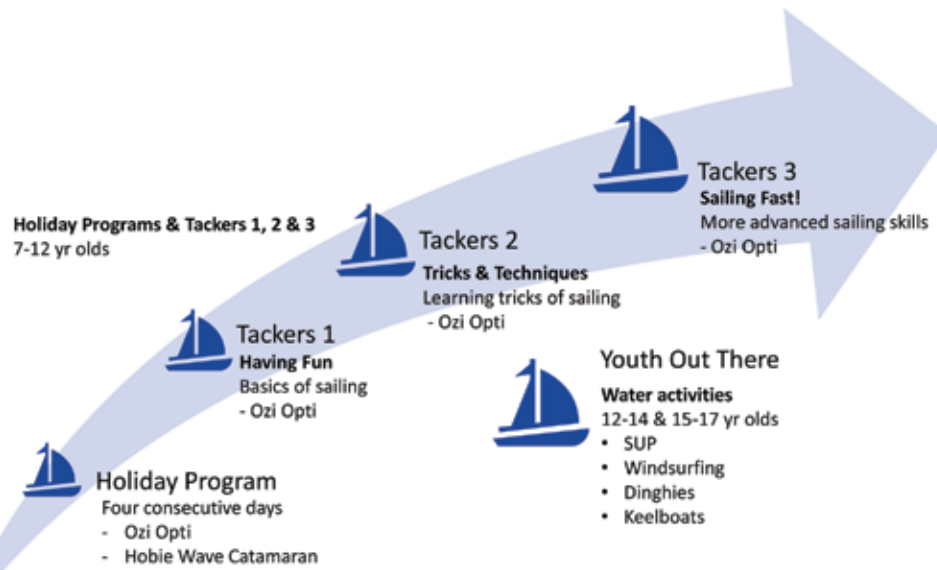 Holiday Programs & Tackers 1, 2 & 3
7-12 yr olds
Tackers 3
Sailing Fast!
More advanced sailing skills
- Ozi Opti
Tackers 2
Tricks & Techniques
Learning tricks of sailing
- Ozi Opti
Tackers 1
Having Fun
Basics of sailing
- Ozi Opti
Youth Out There
Water activities
12-14 & 15-17 yr olds
• SUP
• Windsurfing
• Dinghies
• Keelboats
Holiday Program
Four consecutive days
- Ozi Opti
- Hobie Wave Catamaran